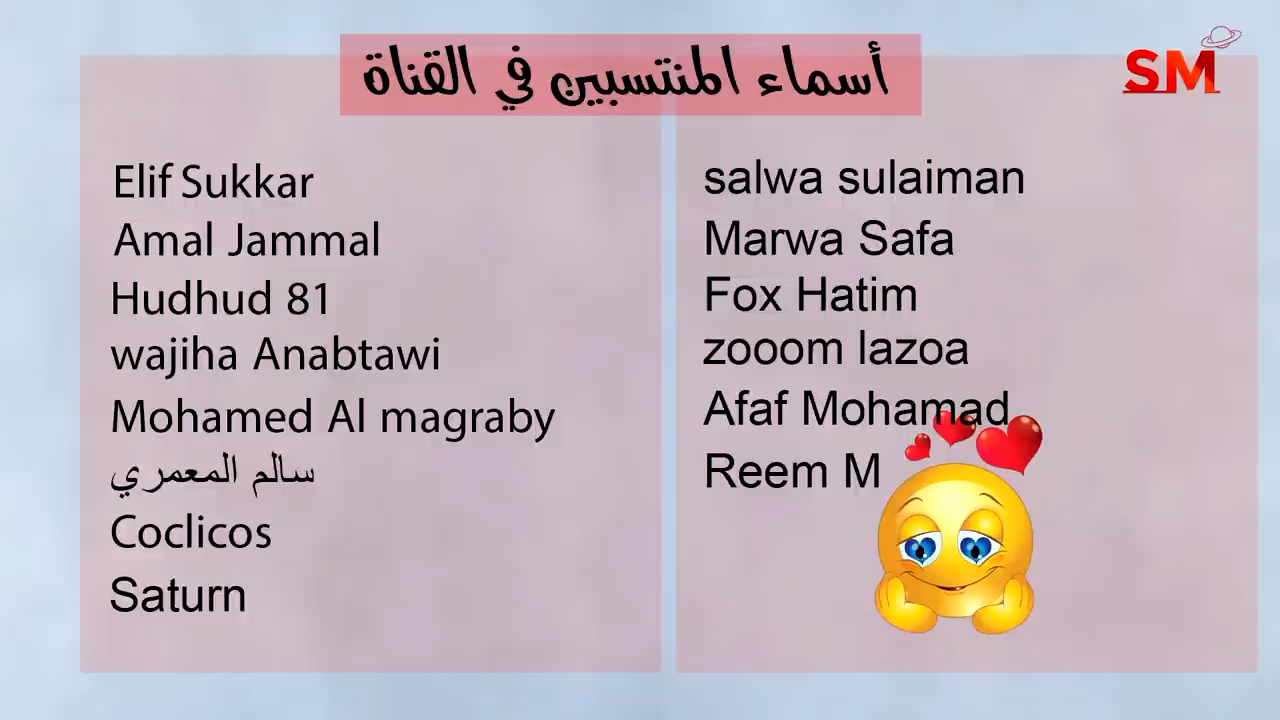 أسماء المنتسبين في القناة
SM
Elif Sukkar
Amal Jammal
Hudhud 81
wajiha Anabtawi
Mohamed Al magraby
سالم المعمري
Coclicos
Saturn
salwa sulaiman
Marwa Safa
Fox Hatim
zooom lazoa
Afaf Mohamad
Reem M